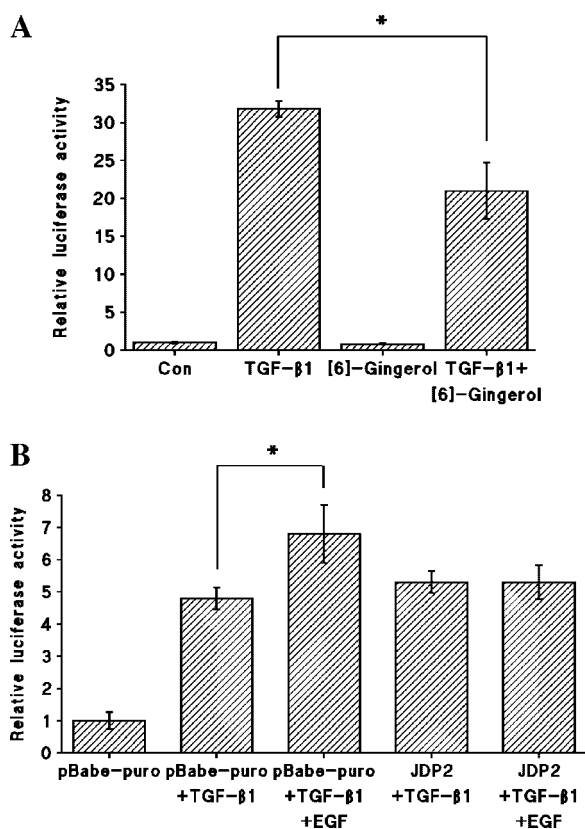 A
*
Relative luciferase activity
35
30
25
20
15
10
5
0
Con TGF-β1 [6]-Gingerol TGF-β1+
[6]-Gingerol
B
*
Relative luciferase activity
8
7
6
5
4
3
2
1
0
pBabe-puro pBabe-puro pBabe-puro JDP2 JDP2
+TGF-β1 +TGF-β1 +TGF-β1 +TGF-β1
+EGF +EGF